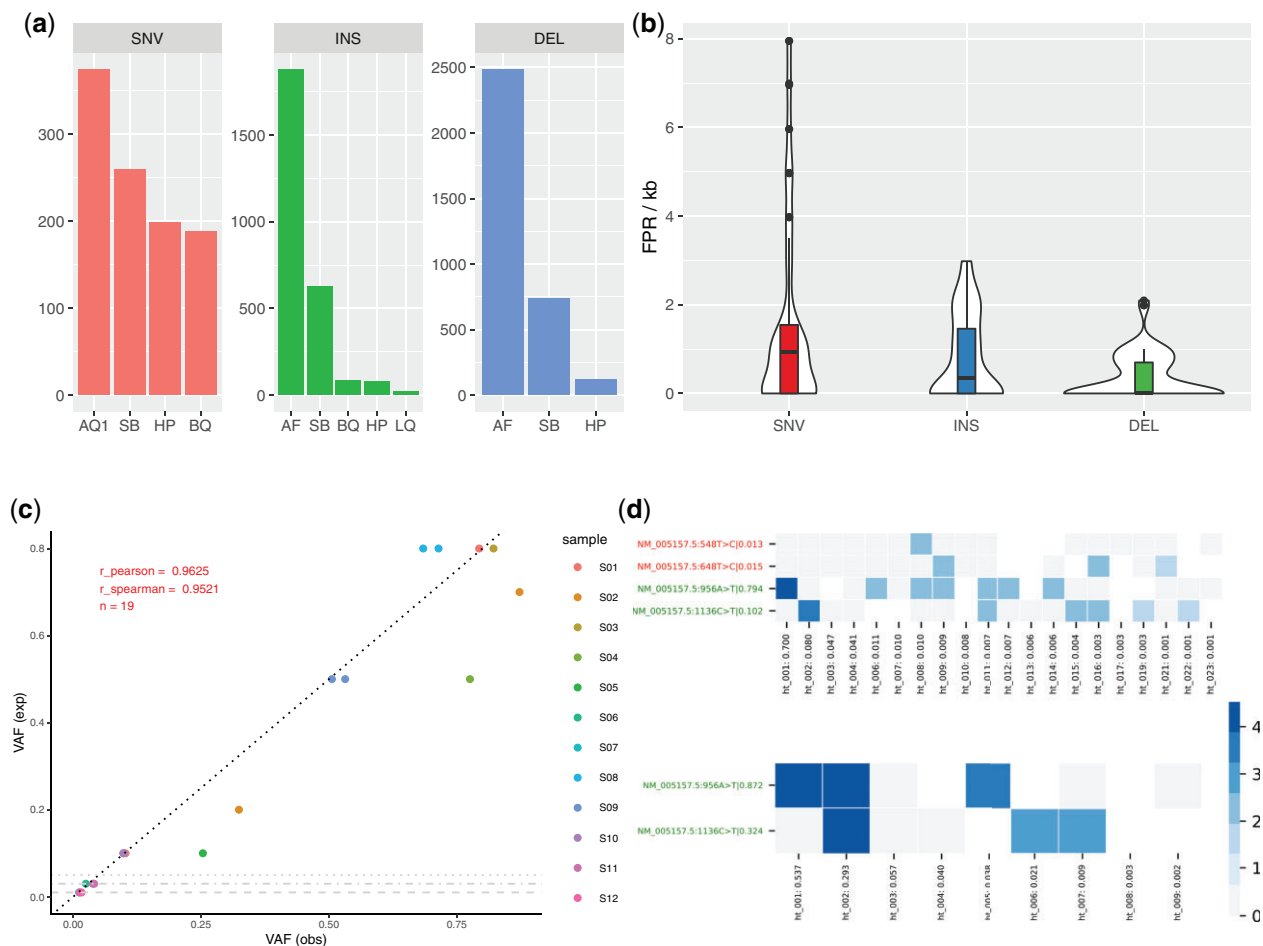 (a)
SNV
INS
DEL
300
200
100
0
1500
1000
500
0
2500
2000
1500
1000
500
0
AQ1 SB HP BQ
AF SB BQ HP LQ
AF SB HP
(b)
8
6
4
2
0
FPR / kb
SNV INS DEL
(c)
0.8
0.6
0.4
0.2
0.0
VAF (exp)
r_pearson = 0.9625
r_spearman = 0.9521
n = 19
0.00 0.25 0.50 0.75
VAF (obs)
sample
S01
S02
S03
S04
S05
S06
S07
S08
S09
S10
S11
S12
(d)
NM_005157.5:548T>C|0.013
NM_005157.5:648T>C|0.015
NM_005157.5:956A>T|0.794
NM_005157.5:1136C>T|0.102
ht_001: 0.700
ht_002: 0.080
ht_003: 0.047
ht_004: 0.041
ht_006: 0.011
ht_007: 0.010
ht_008: 0.010
ht_009: 0.009
ht_010: 0.008
ht_011: 0.007
ht_012: 0.007
ht_013: 0.006
ht_014: 0.006
ht_015: 0.004
ht_016: 0.003
ht_017: 0.003
ht_019: 0.003
ht_021: 0.001
ht_022: 0.001
ht_023: 0.001
NM_005157.5:956A>T|0.872
NM_005157.5:1136C>T|0.324
ht_001: 0.537
ht_002: 0.293
ht_003: 0.057
ht_004: 0.040
ht_005: 0.038
ht_006: 0.021
ht_007: 0.009
ht_008: 0.003
ht_009: 0.002
4
3
2
1
0